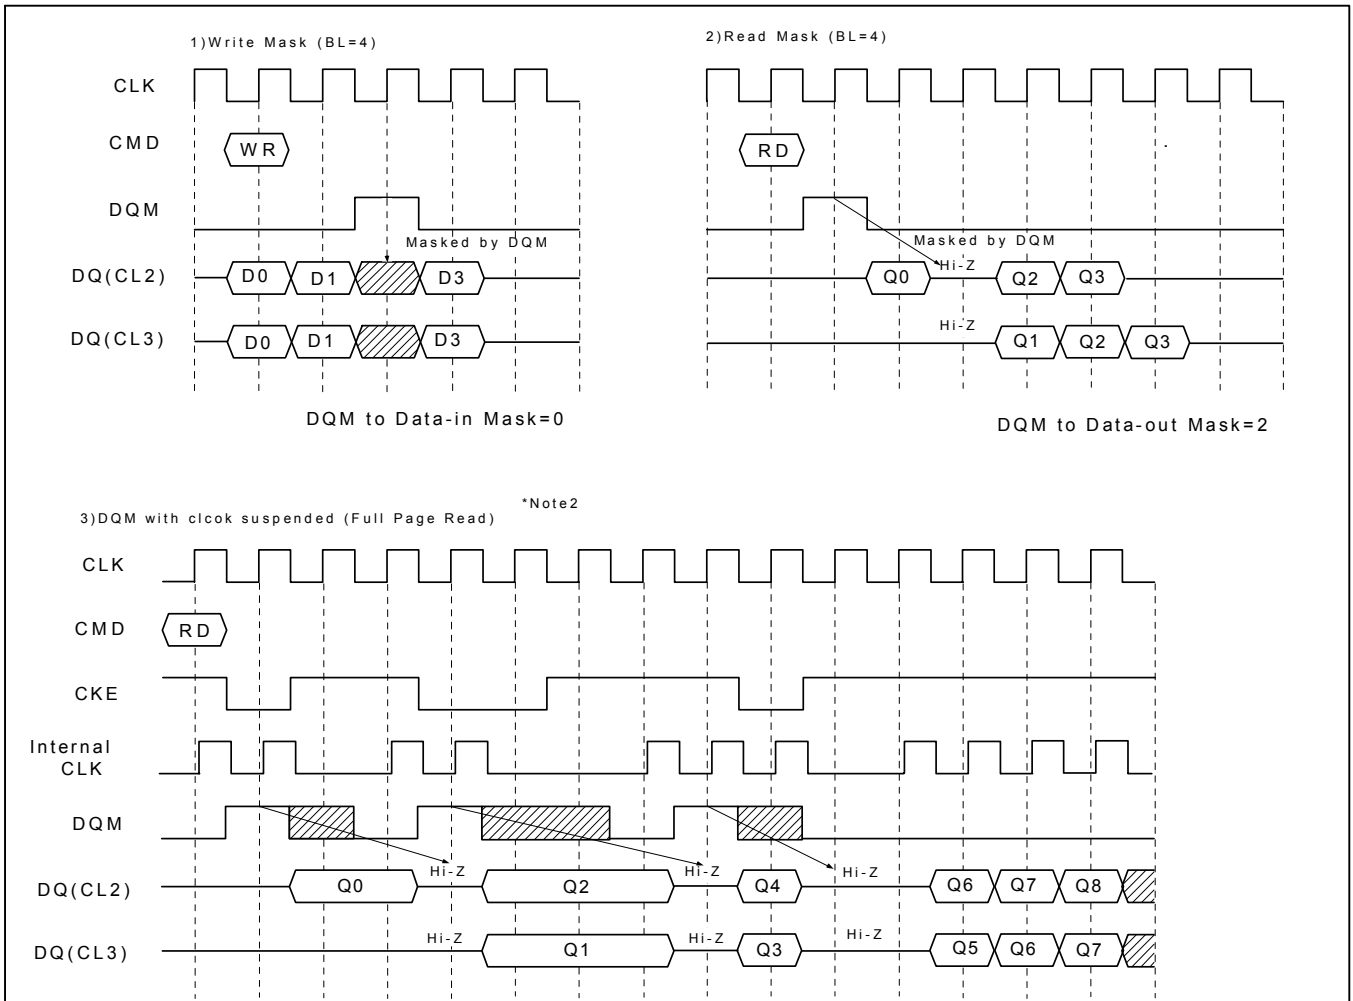 1)Write Mask (BL=4)
CLK
CMD
WR
DQM
Masked by DQM
DQ(CL2)
D0 D1 D3
DQ(CL3)
D0 D1 D3
DQM to Data-in Mask=0
2)Read Mask (BL=4)
RD
Masked by DQM
Hi-Z
Q0 Q2 Q3
Hi-Z
Q1 Q2 Q3
DQM to Data-out Mask=2
*Note2
3)DQM with clcok suspended (Full Page Read)
CLK
CMD
RD
CKE
Internal
CLK
DQM
Hi-Z Hi-Z Hi-Z
DQ(CL2)
Q0 Q2 Q4 Q6 Q7 Q8
Hi-Z Hi-Z Hi-Z
DQ(CL3)
Q1 Q3 Q5 Q6 Q7